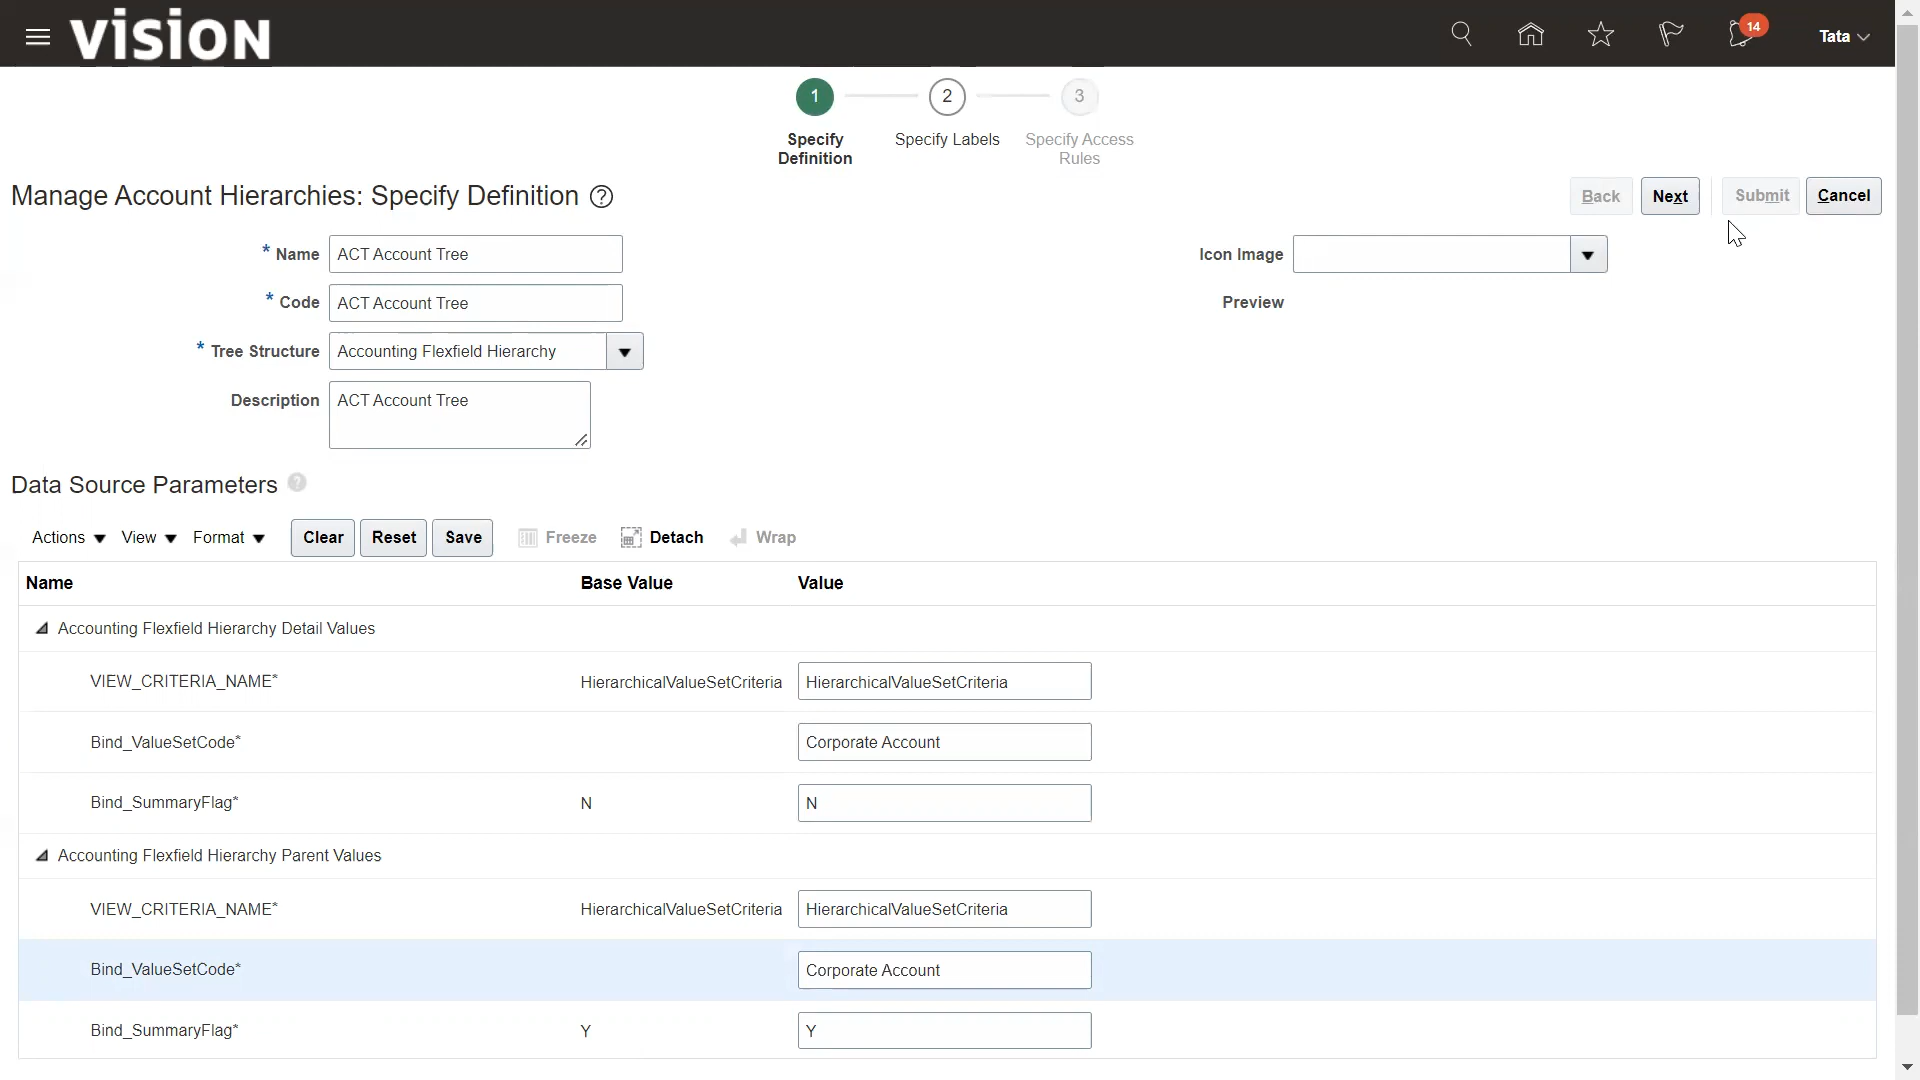 VISION
14
Tata
1
2
3
Specify Definition
Specify Labels
Specify Access Rules
Manage Account Hierarchies: Specify Definition ?
Back
Next
Submit
Cancel
* Name ACT Account Tree
Icon Image
* Code ACT Account Tree
Preview
* Tree Structure Accounting Flexfield Hierarchy
Description ACT Account Tree
Data Source Parameters ?
Actions View Format Clear Reset Save Freeze Detach Wrap
Name Base Value Value
Accounting Flexfield Hierarchy Detail Values
VIEW_CRITERIA_NAME* HierarchicalValueSetCriteria HierarchicalValueSetCriteria
Bind_ValueSetCode* Corporate Account
Bind_SummaryFlag* N N
Accounting Flexfield Hierarchy Parent Values
VIEW_CRITERIA_NAME* HierarchicalValueSetCriteria HierarchicalValueSetCriteria
Bind_ValueSetCode* Corporate Account
Bind_SummaryFlag* Y Y